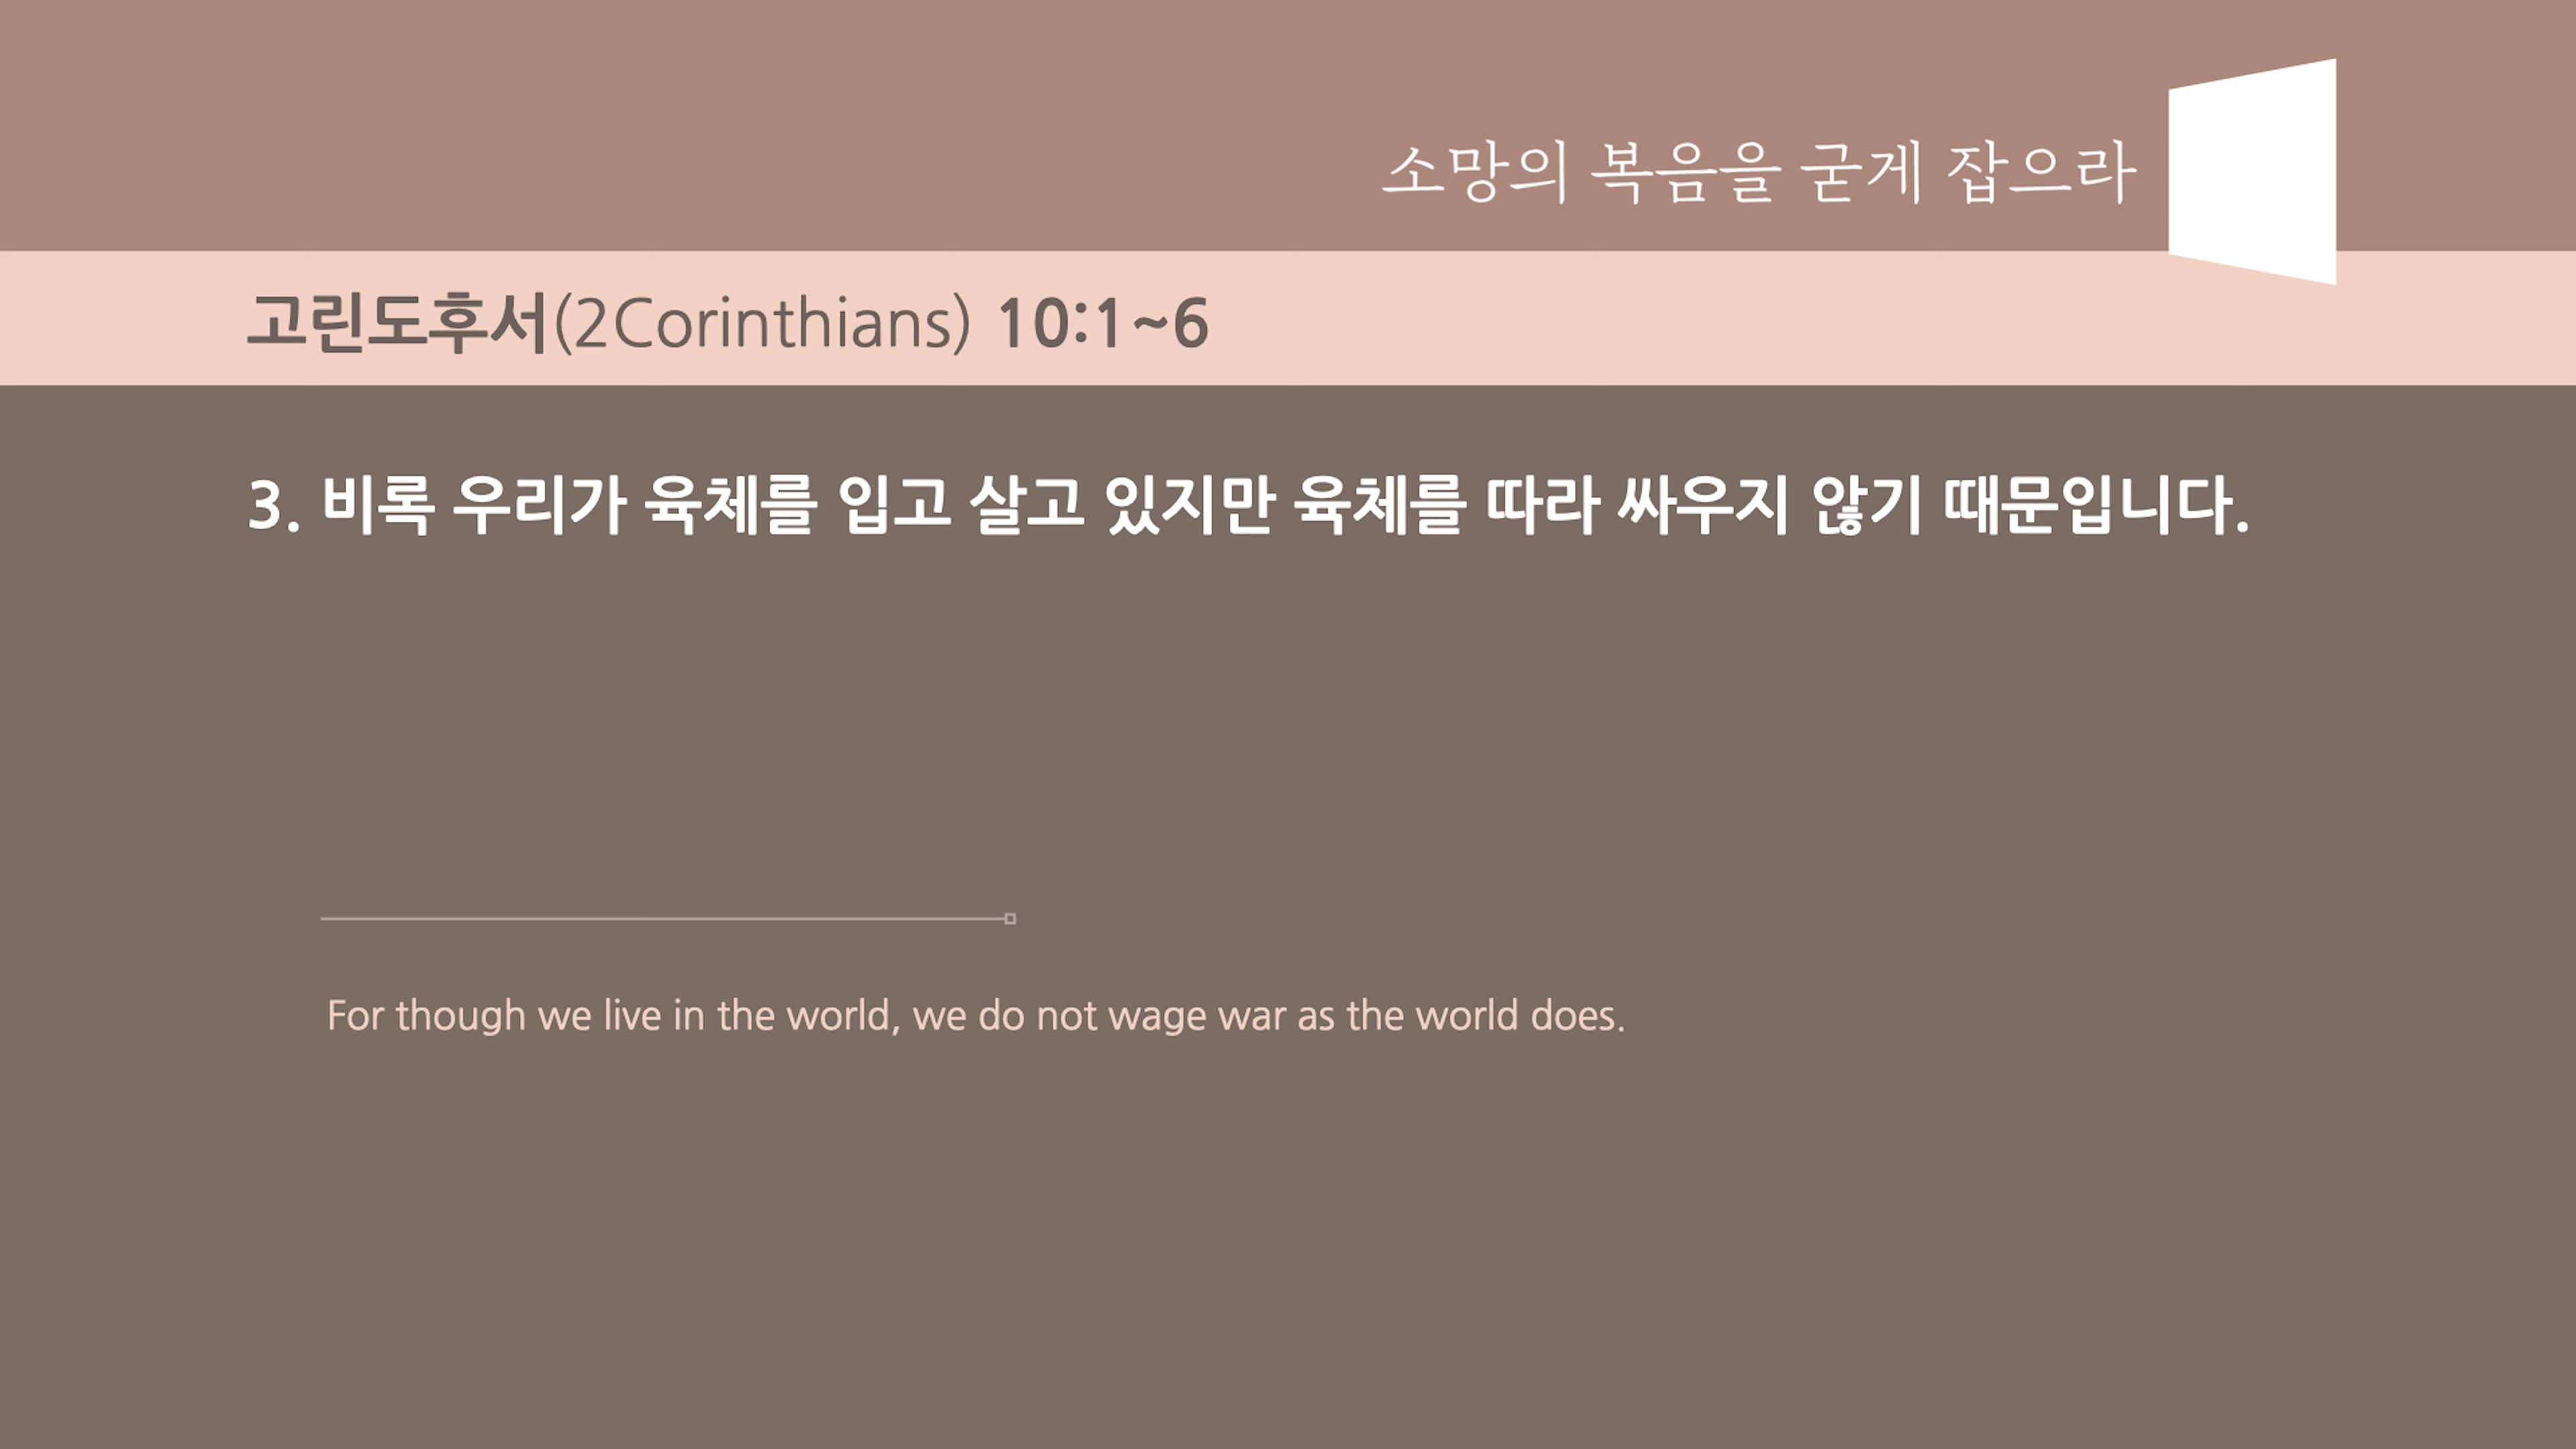 소망의 복음을 굳게 잡으라
고린도후서(2Corinthians) 10:1~6
3. 비록 우리가 육체를 입고 살고 있지만 육체를 따라 싸우지 않기 때문입니다.
For though we live in the world, we do not wage war as the world does.